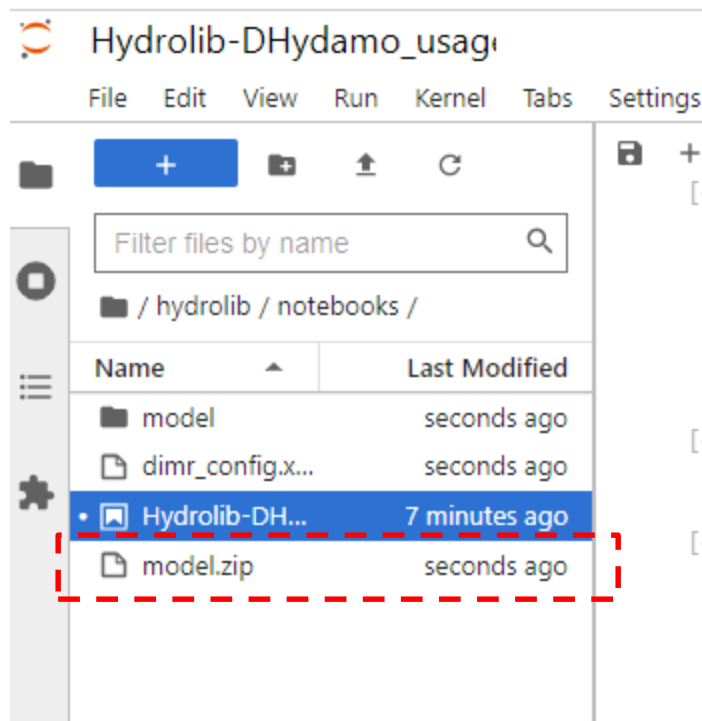 Hydrolib-DHydamo_usage
File Edit View Run Kernel Tabs Settings
Filter files by name
/ hydrolib / notebooks /
Name Last Modified
model seconds ago
dimr_config.x... seconds ago
Hydrolib-DH... 7 minutes ago
model.zip seconds ago